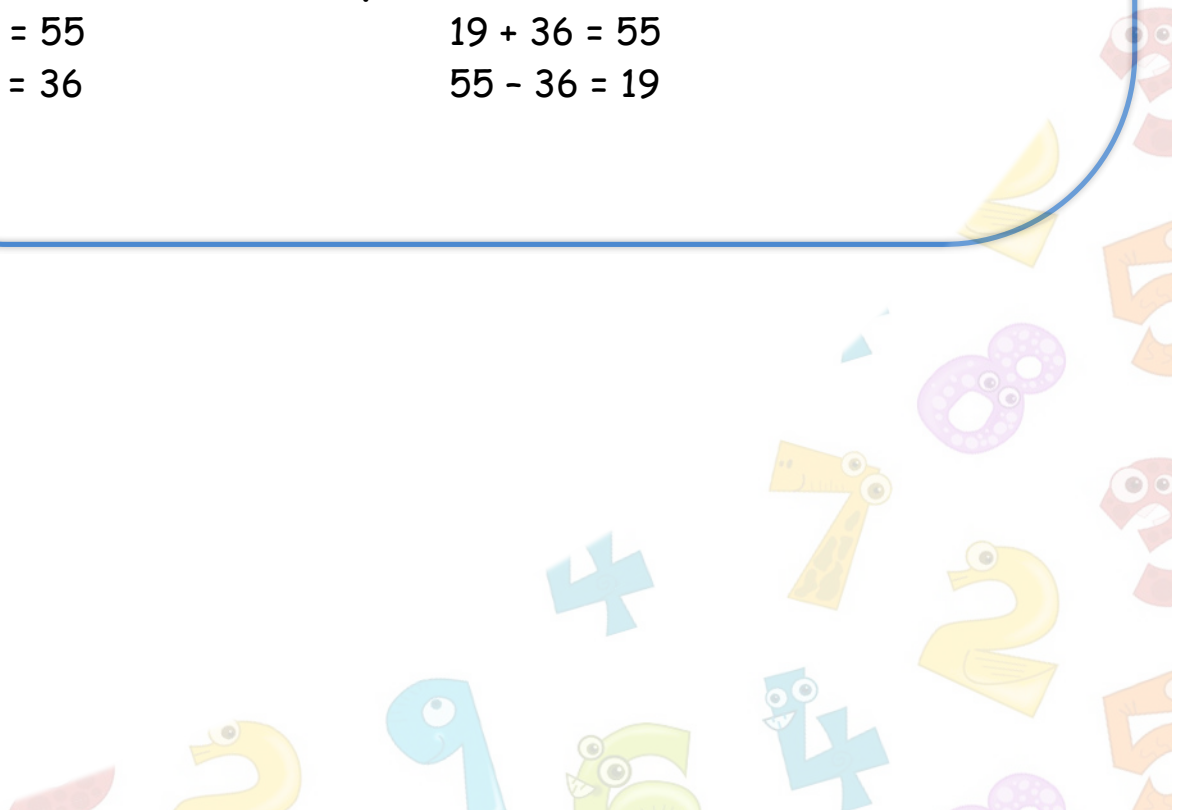 = 55 19 + 36 = 55
= 36 55 – 36 = 19